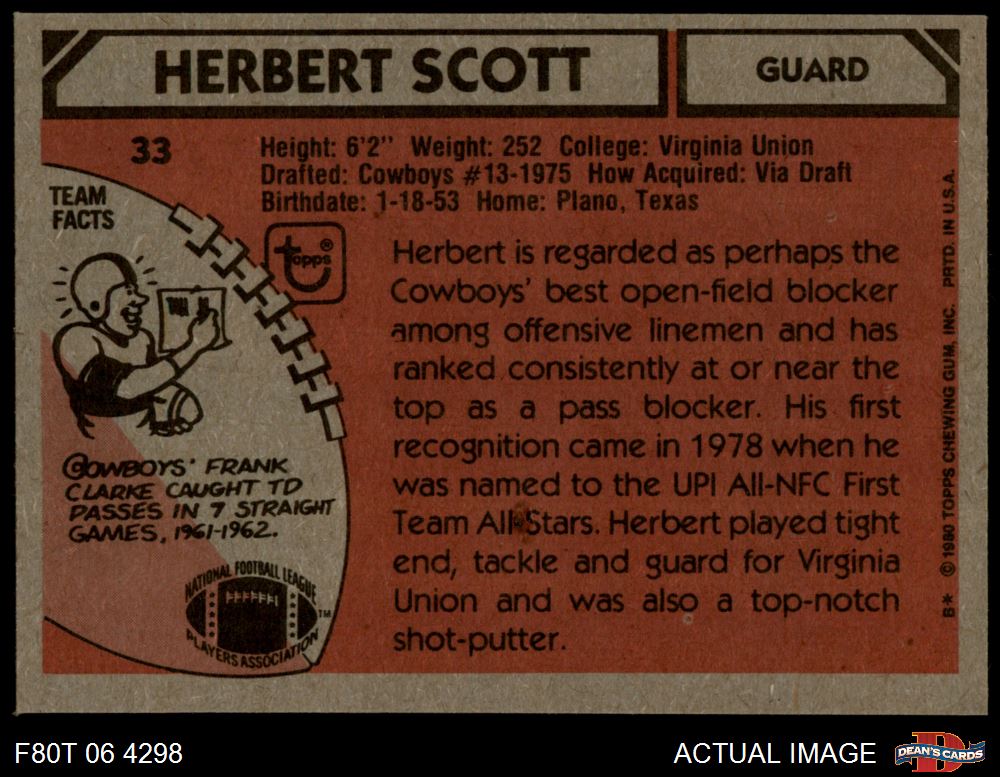 HERBERT SCOTT
GUARD
33
Height: 6'2" Weight: 252 College: Virginia Union
Drafted: Cowboys #13-1975 How Acquired: Via Draft
Birthdate: 1-18-53 Home: Plano, Texas
TEAM
FACTS
topps®
Herbert is regarded as perhaps the
Cowboys' best open-field blocker
among offensive linemen and has
ranked consistently at or near the
top as a pass blocker. His first
recognition came in 1978 when he
was named to the UPI All-NFC First
Team All-Stars. Herbert played tight
end, tackle and guard for Virginia
Union and was also a top-notch
shot-putter.
COWBOYS' FRANK
CLARKE CAUGHT TD
PASSES IN 7 STRAIGHT
GAMES, 1961-1962.
NATIONAL FOOTBALL LEAGUE
PLAYERS ASSOCIATION
TM
B* © 1980 TOPPS CHEWING GUM, INC. PRTD. IN U.S.A.
F80T 06 4298
ACTUAL IMAGE
D
DEAN'S CARDS